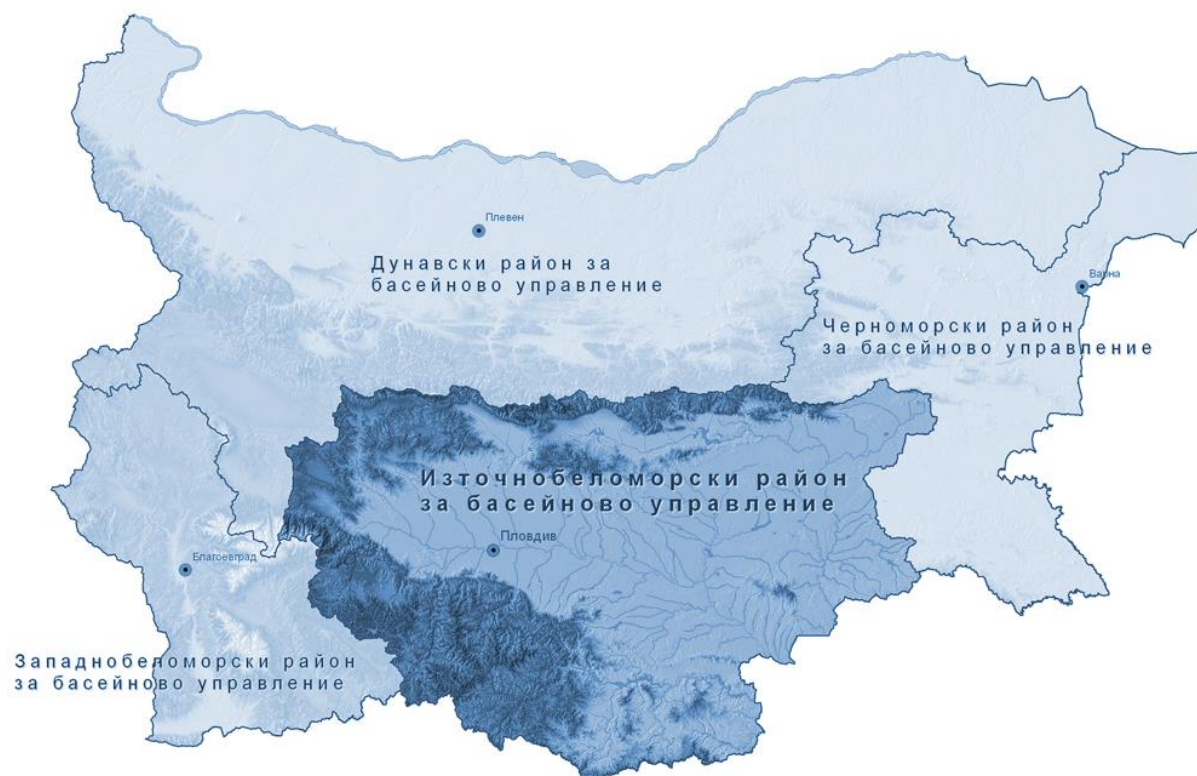 Плевен
Дунавски район за
басейново управление
Варна
Черноморски район
за басейново управление
Източнобеломорски район
за басейново управление
Пловдив
Благоевград
Западнобеломорски район
за басейново управление